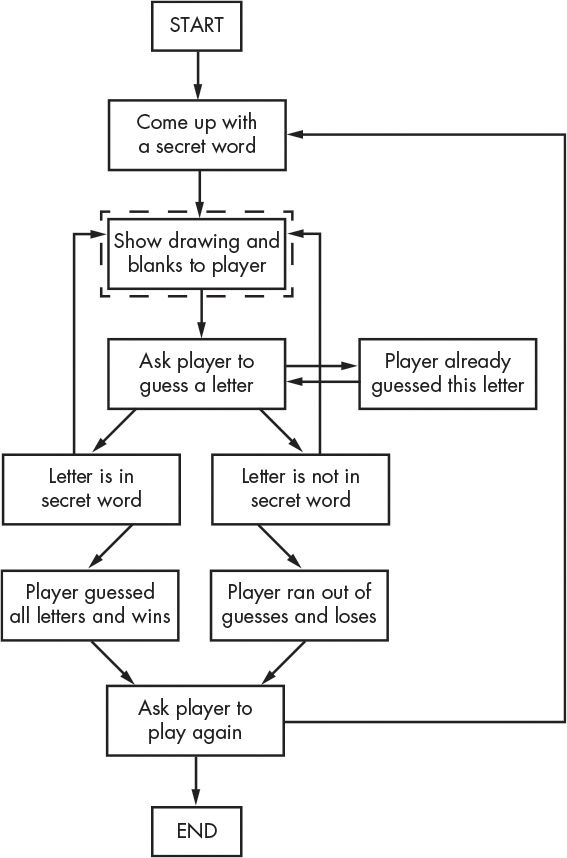 START
Come up with
a secret word
Show drawing and
blanks to player
Ask player to
guess a letter
Player already
guessed this letter
Letter is in
secret word
Letter is not in
secret word
Player guessed
all letters and wins
Player ran out of
guesses and loses
Ask player to
play again
END